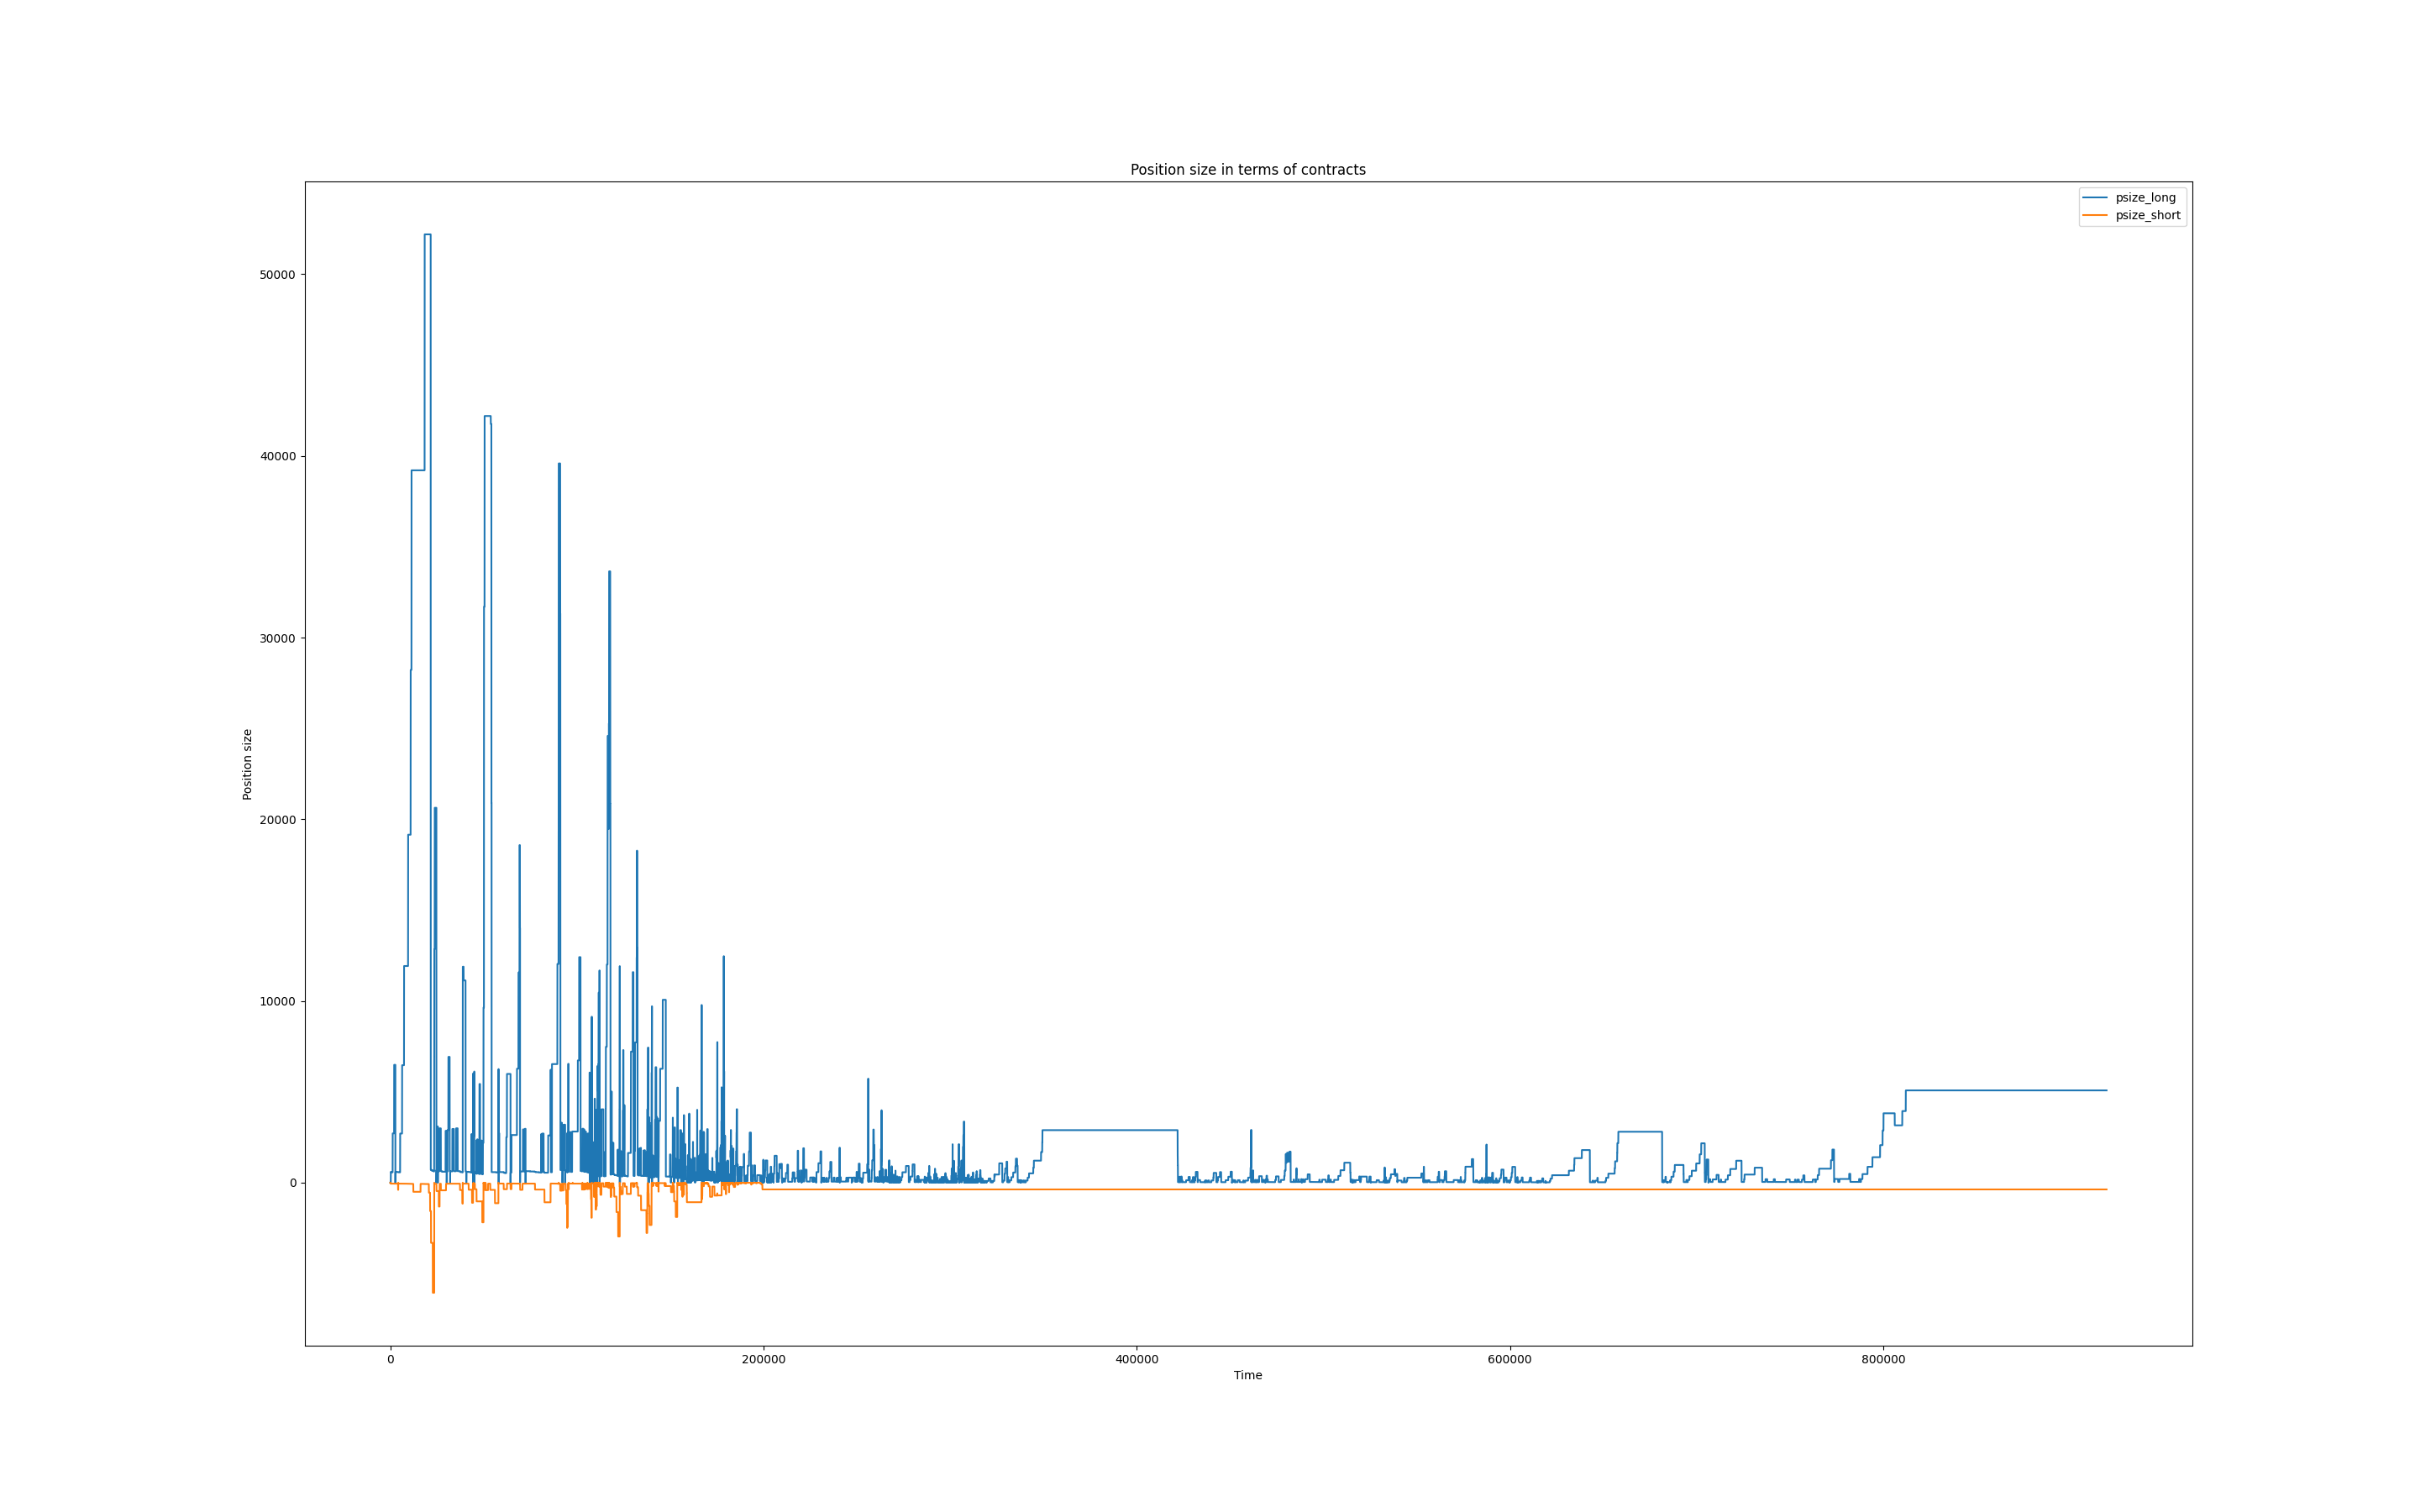 Position size in terms of contracts
psize_long
psize_short
Position size
50000
40000
30000
20000
10000
0
0
200000
400000
600000
800000
Time